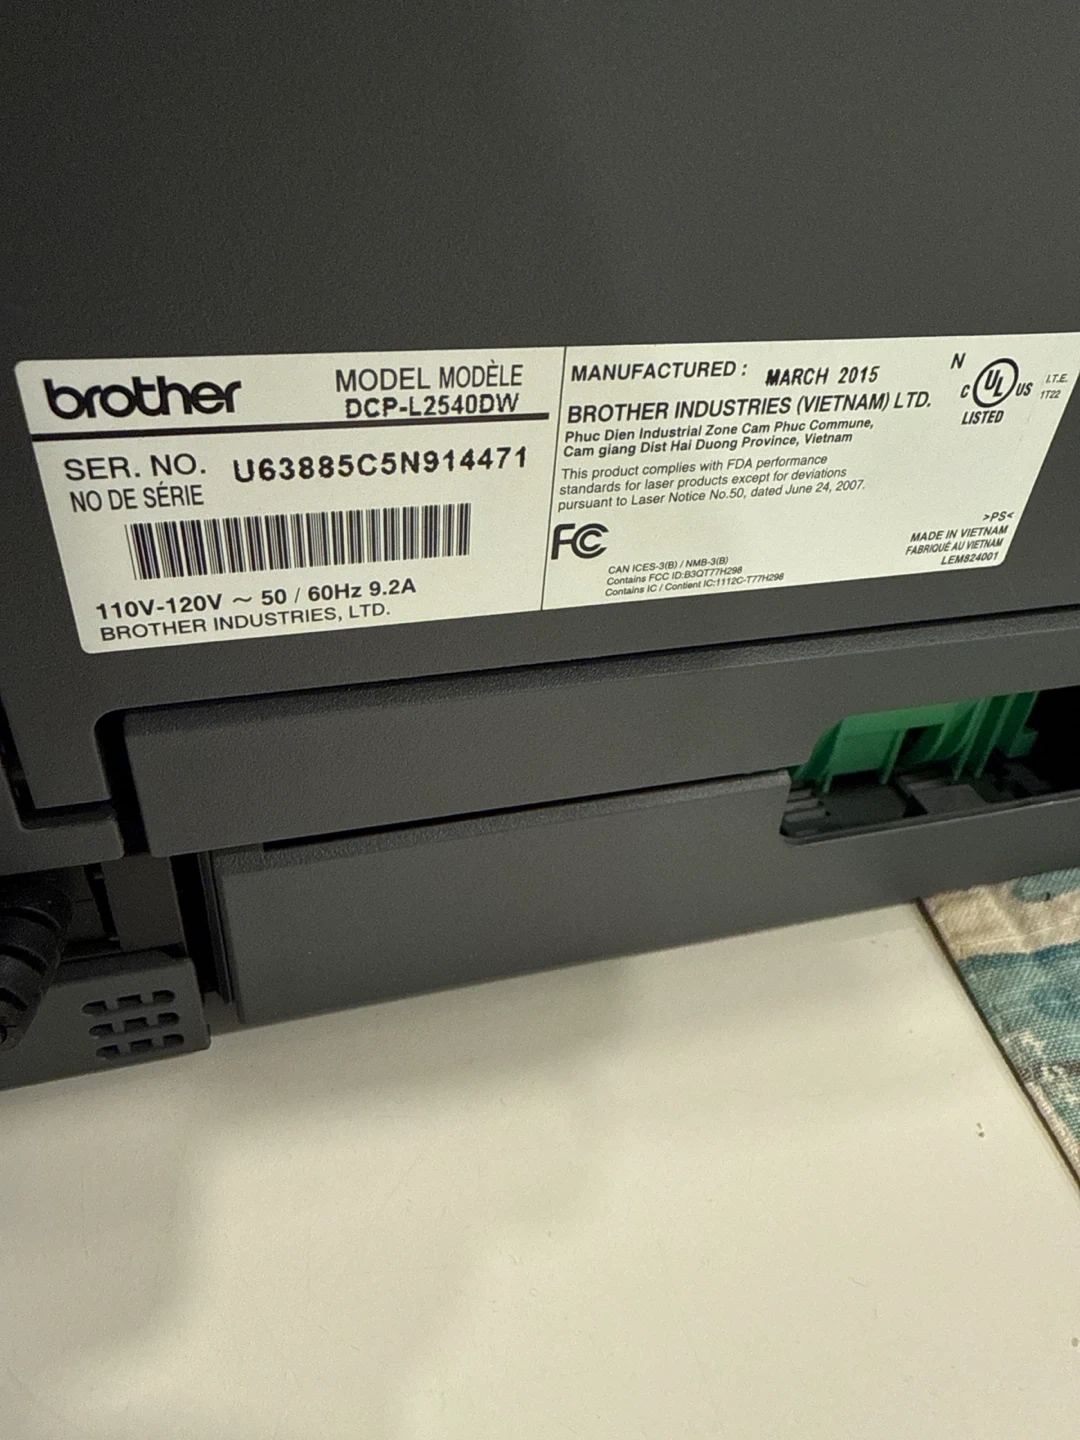 brother
MODEL MODÈLE
DCP-L2540DW
SER. NO. U63885C5N914471
NO DE SÉRIE
110V-120V ~ 50 / 60Hz 9.2A
BROTHER INDUSTRIES, LTD.
MANUFACTURED : MARCH 2015
BROTHER INDUSTRIES (VIETNAM) LTD.
Phuc Dien Industrial Zone Cam Phuc Commune,
Cam giang Dist Hai Duong Province, Vietnam
This product complies with FDA performance
standards for laser products except for deviations
pursuant to Laser Notice No.50, dated June 24, 2007.
FC
CAN ICES-3(B) / NMB-3(B)
Contains FCC ID:B3QT77H298
Contains IC / Contient IC:1112C-T77H298
N
C UL US
LISTED
I.T.E.
1T22
>PS<
MADE IN VIETNAM
FABRIQUÉ AU VIETNAM
LEM824001